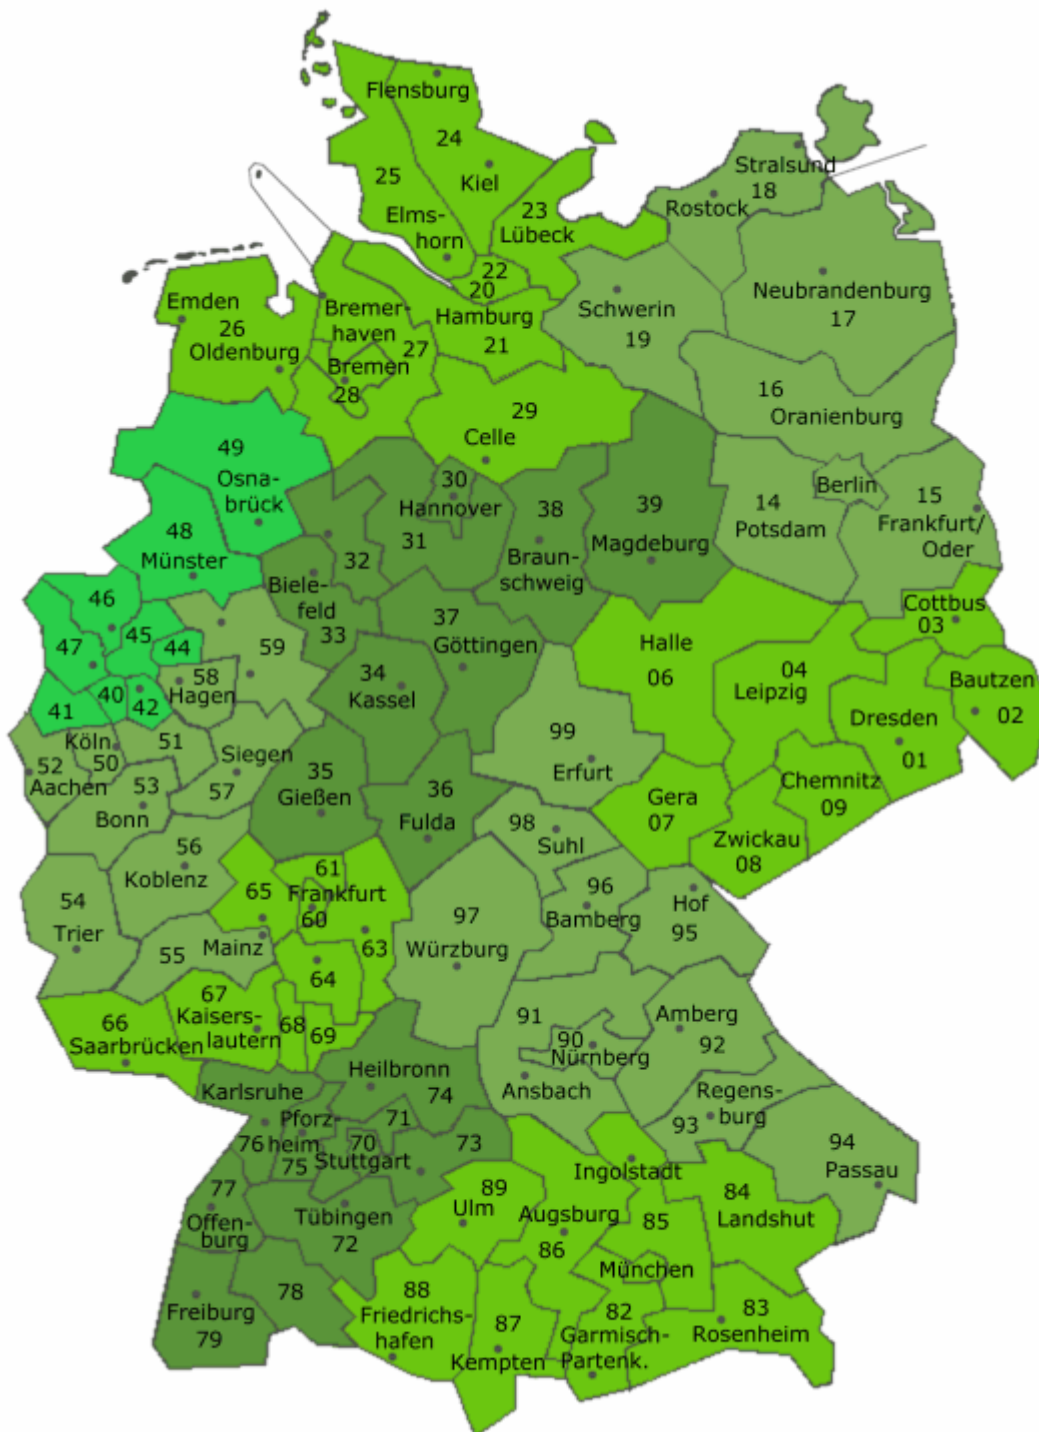 Flensburg
24
25
Kiel
Elms-
horn
23
Lübeck
22
20
Hamburg
21
Stralsund
18
Rostock
Schwerin
19
Neubrandenburg
17
16
Oranienburg
Emden
26
Oldenburg
Bremer-
haven
27
Bremen
28
29
Celle
49
Osna-
brück
48
Münster
30
Hannover
31
32
38
Braun-
schweig
39
Magdeburg
14
Potsdam
Berlin
15
Frankfurt/
Oder
Biele-
feld
33
46
47
45
44
41
40
42
59
58
Hagen
37
Göttingen
34
Kassel
Halle
06
04
Leipzig
Cottbus
03
Bautzen
02
Dresden
01
Köln
50
51
52
Aachen
53
Bonn
Siegen
57
35
Gießen
36
Fulda
99
Erfurt
Gera
07
Chemnitz
09
Zwickau
08
98
Suhl
56
Koblenz
54
Trier
55
Mainz
65
61
Frankfurt
60
63
64
97
Würzburg
96
Bamberg
Hof
95
66
Saarbrücken
67
Kaisers-
lautern
68
69
91
90
Nürnberg
Ansbach
Amberg
92
Regens-
burg
93
94
Passau
Karlsruhe
76
Pforz-
heim
75
Heilbronn
74
71
70
Stuttgart
73
77
Offen-
burg
Tübingen
72
78
Freiburg
79
89
Ulm
Augsburg
86
Ingolstadt
85
84
Landshut
München
88
Friedrichs-
hafen
87
Kempten
82
Garmisch-
Partenk.
83
Rosenheim